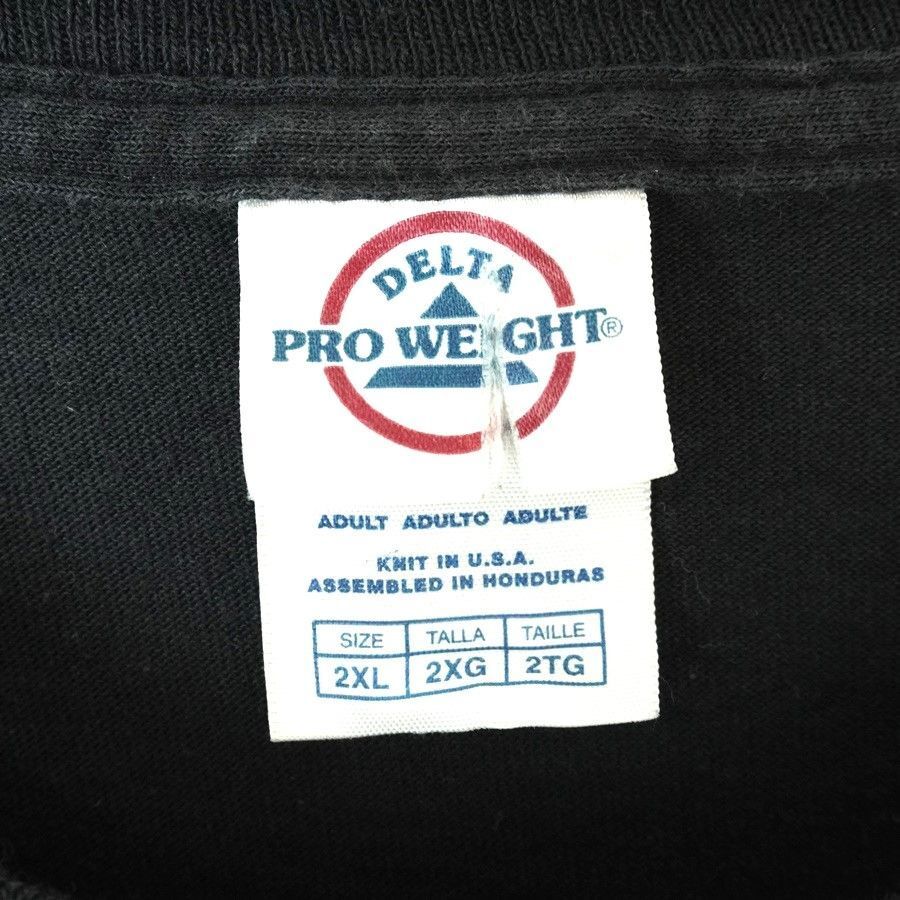 DELTA
PRO WEIGHT®
ADULT ADULTO ADULTE
KNIT IN U.S.A.
ASSEMBLED IN HONDURAS
SIZE TALLA TAILLE
2XL 2XG 2TG